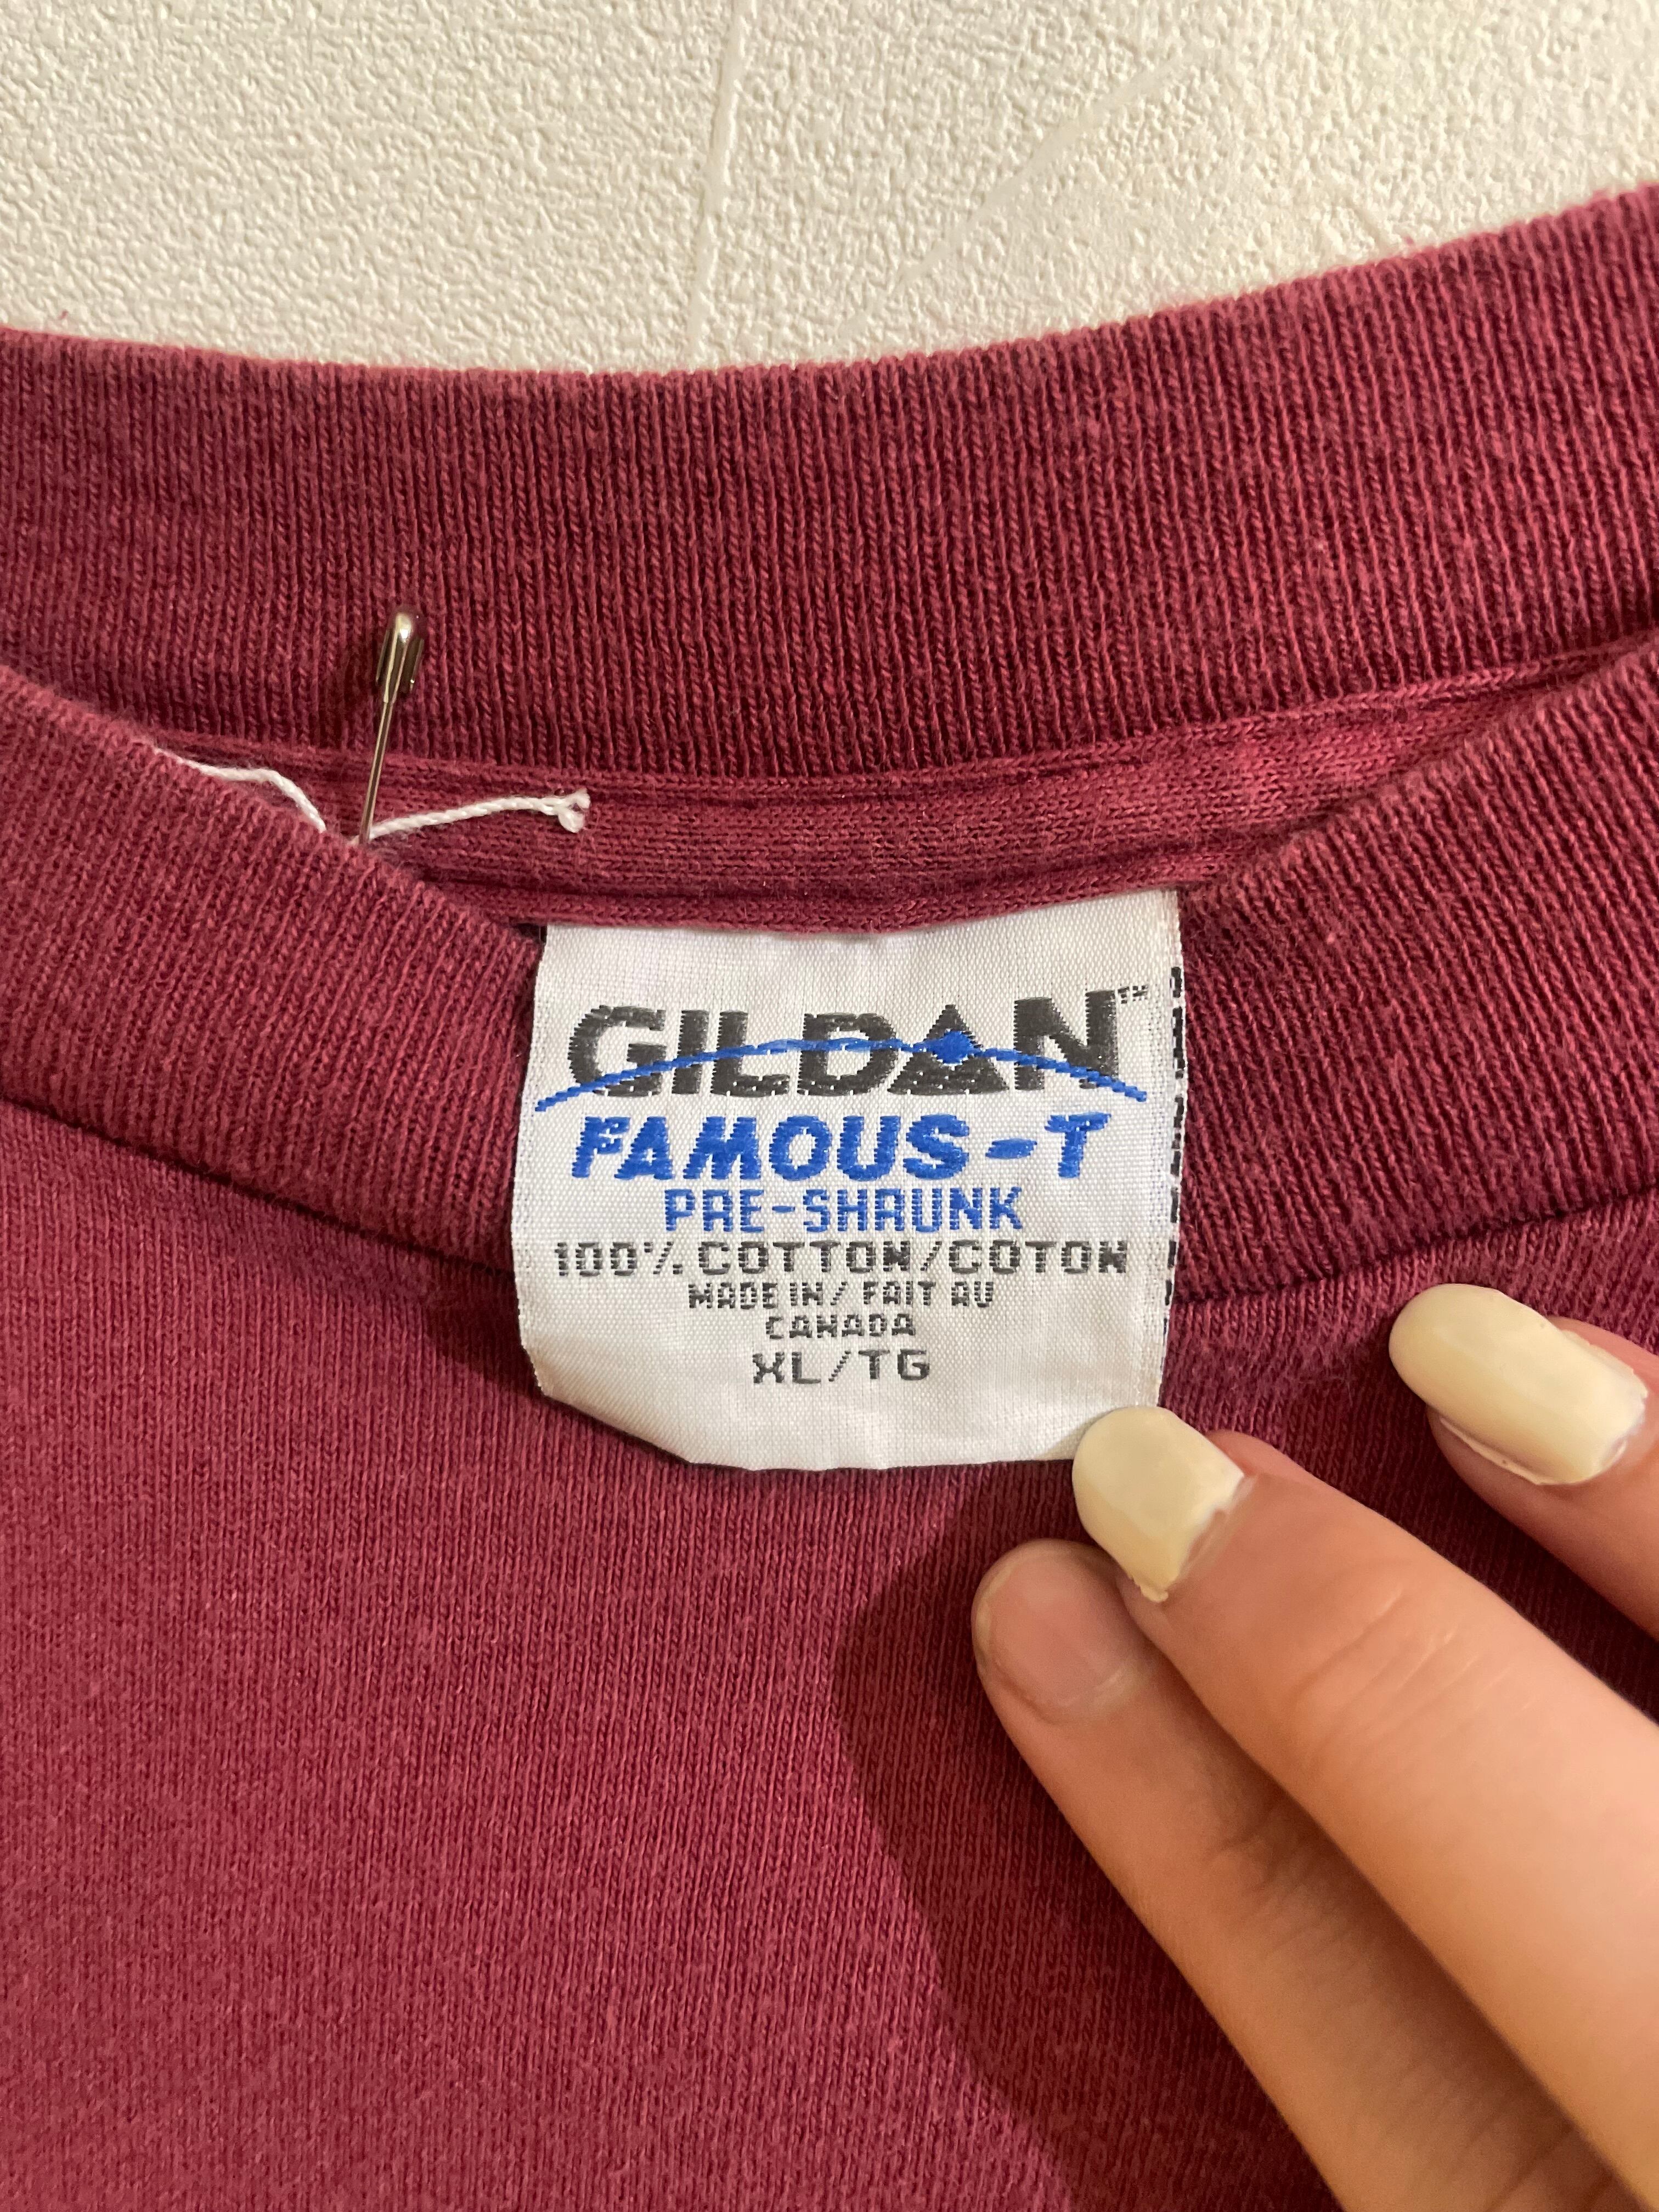 GILDAN™
FAMOUS-T
PRE-SHRUNK
100% COTTON/COTON
MADE IN/ FAIT AU
CANADA
XL/TG